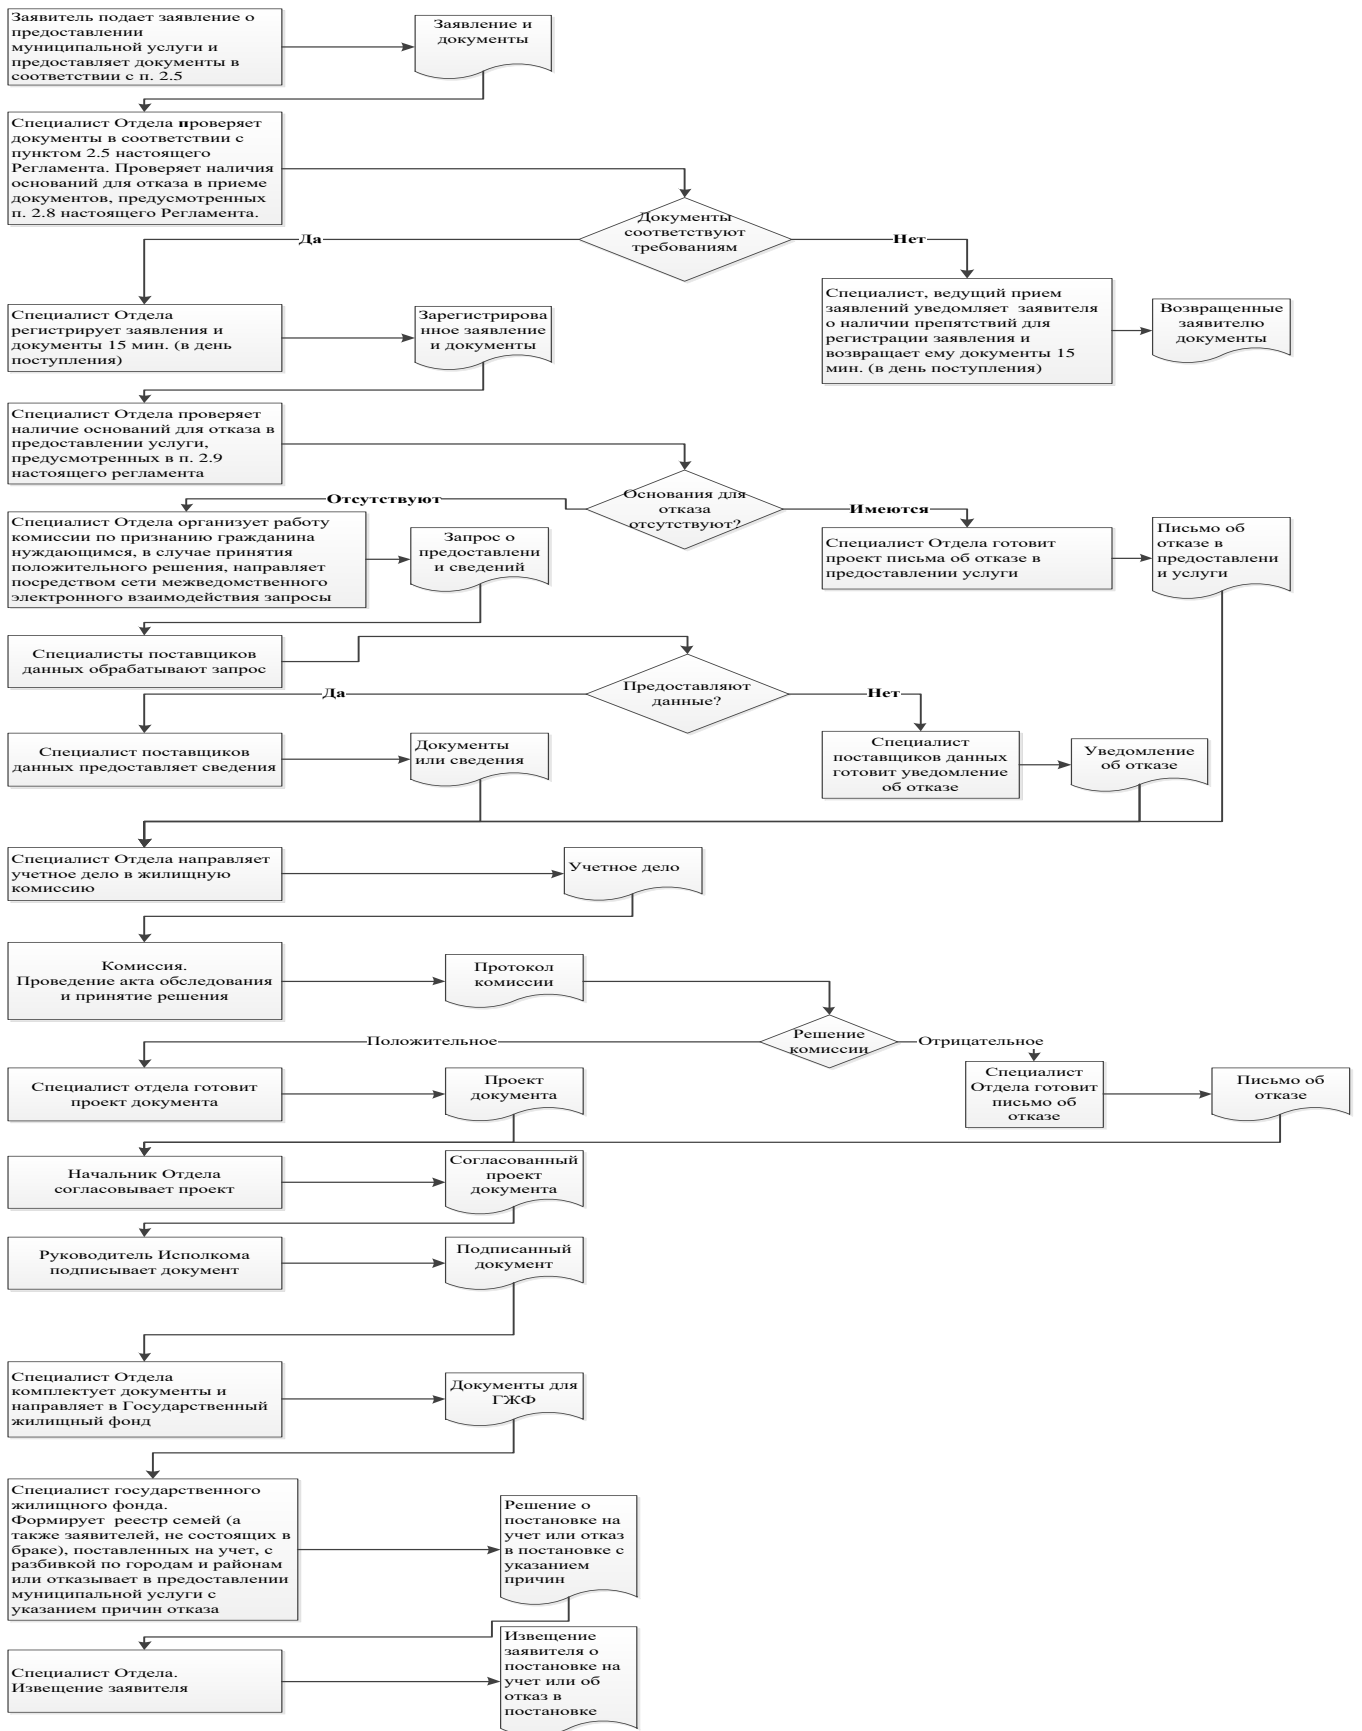 Заявитель подает заявление о
предоставлении
муниципальной услуги и
предоставляет документы в
соответствии с п. 2.5
Заявление и
документы
Специалист Отдела проверяет
документы в соответствии с
пунктом 2.5 настоящего
Регламента. Проверяет наличия
оснований для отказа в приеме
документов, предусмотренных
п. 2.8 настоящего Регламента.
Документы
соответствуют
требованиям
Да
Нет
Специалист Отдела
регистрирует заявления и
документы 15 мин. (в день
поступления)
Зарегистрирова
нное заявление
и документы
Специалист, ведущий прием
заявлений уведомляет заявителя
о наличии препятствий для
регистрации заявления и
возвращает ему документы 15
мин. (в день поступления)
Возвращенные
заявителю
документы
Специалист Отдела проверяет
наличие оснований для отказа в
предоставлении услуги,
предусмотренных в п. 2.9
настоящего регламента
Основания для
отказа
отсутствуют?
Отсутствуют
Имеются
Специалист Отдела организует работу
комиссии по признанию гражданина
нуждающимся, в случае принятия
положительного решения, направляет
посредством сети межведомственного
электронного взаимодействия запросы
Запрос о
предоставлени
и сведений
Специалист Отдела готовит
проект письма об отказе в
предоставлении услуги
Письмо об
отказе в
предоставлени
и услуги
Специалисты поставщиков
данных обрабатывают запрос
Предоставляют
данные?
Да
Нет
Специалист поставщиков
данных предоставляет сведения
Документы
или сведения
Специалист
поставщиков данных
готовит уведомление
об отказе
Уведомление
об отказе
Специалист Отдела направляет
учетное дело в жилищную
комиссию
Учетное дело
Комиссия.
Проведение акта обследования
и принятие решения
Протокол
комиссии
Решение
комиссии
Положительное
Отрицательное
Специалист отдела готовит
проект документа
Проект
документа
Специалист
Отдела готовит
письмо об
отказе
Письмо об
отказе
Начальник Отдела
согласовывает проект
Согласованный
проект
документа
Руководитель Исполкома
подписывает документ
Подписанный
документ
Специалист Отдела
комплектует документы и
направляет в Государственный
жилищный фонд
Документы для
ГЖФ
Специалист государственного
жилищного фонда.
Формирует реестр семей (а
также заявителей, не состоящих в
браке), поставленных на учет, с
разбивкой по городам и районам
или отказывает в предоставлении
муниципальной услуги с
указанием причин отказа
Решение о
постановке на
учет или отказ
в постановке с
указанием
причин
Специалист Отдела.
Извещение заявителя
Извещение
заявителя о
постановке на
учет или об
отказ в
постановке